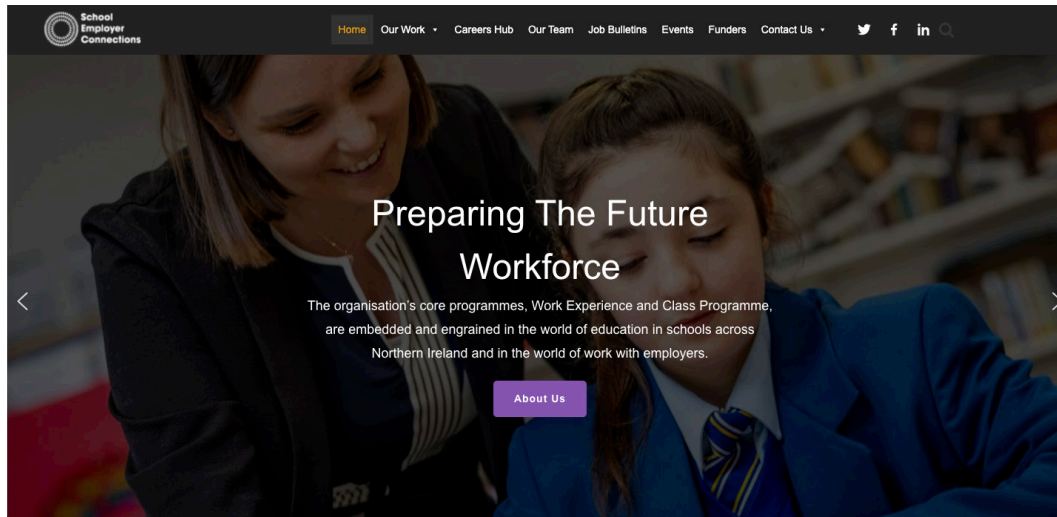 School
Employer
Connections
Home Our Work Careers Hub Our Team Job Bulletins Events Funders Contact Us
Preparing The Future
Workforce
The organisation's core programmes, Work Experience and Class Programme,
are embedded and engrained in the world of education in schools across
Northern Ireland and in the world of work with employers.
About Us